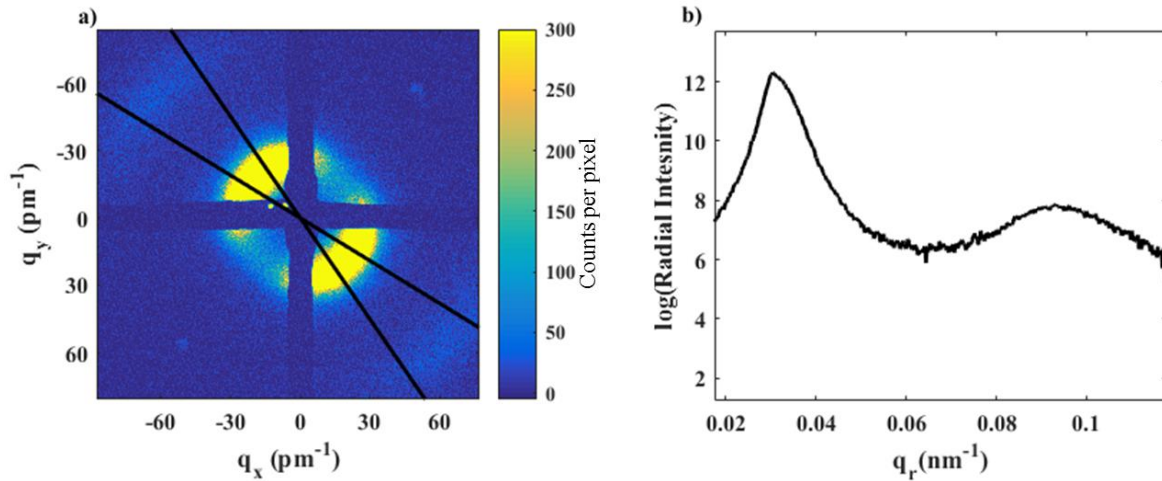 a)
-60
-30
0
30
60
q_y (pm⁻¹)
-60 -30 0 30 60
q_x (pm⁻¹)
300
250
200
150
100
50
0
Counts per pixel
b)
12
10
8
6
4
2
log(Radial Intesnity)
0.02 0.04 0.06 0.08 0.1
q_r(nm⁻¹)